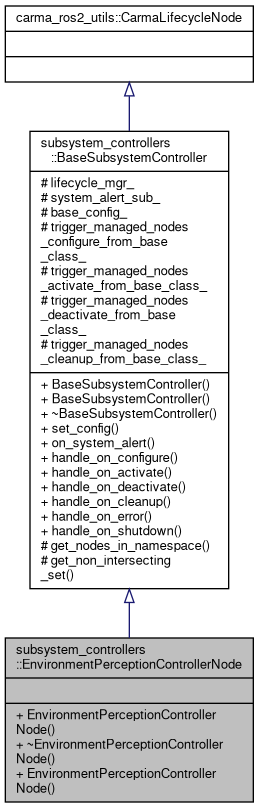 carma_ros2_utils::CarmaLifecycleNode
subsystem_controllers
::BaseSubsystemController
# lifecycle_mgr_
# system_alert_sub_
# base_config_
# trigger_managed_nodes
_configure_from_base
_class_
# trigger_managed_nodes
_activate_from_base_class_
# trigger_managed_nodes
_deactivate_from_base
_class_
# trigger_managed_nodes
_cleanup_from_base_class_
+ BaseSubsystemController()
+ BaseSubsystemController()
+ ~BaseSubsystemController()
+ set_config()
+ on_system_alert()
+ handle_on_configure()
+ handle_on_activate()
+ handle_on_deactivate()
+ handle_on_cleanup()
+ handle_on_error()
+ handle_on_shutdown()
# get_nodes_in_namespace()
# get_non_intersecting
_set()
subsystem_controllers
::EnvironmentPerceptionControllerNode
+ EnvironmentPerceptionController
Node()
+ ~EnvironmentPerceptionController
Node()
+ EnvironmentPerceptionController
Node()